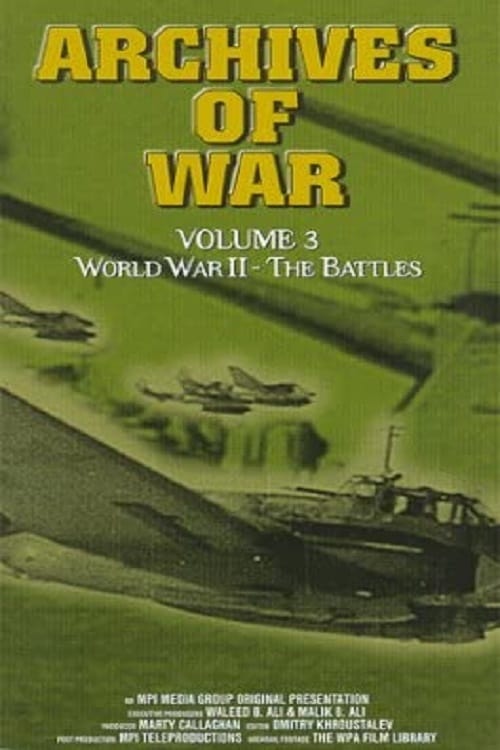 ARCHIVES
OF
WAR
VOLUME 3
WORLD WAR II - THE BATTLES
AN MPI MEDIA GROUP ORIGINAL PRESENTATION
EXECUTIVE PRODUCERS WALEED B. ALI & MALIK B. ALI
PRODUCER MARTY CALLAGHAN EDITOR DMITRY KHROUSTALEV
POST PRODUCTION MPI TELEPRODUCTIONS ARCHIVAL FOOTAGE THE WPA FILM LIBRARY